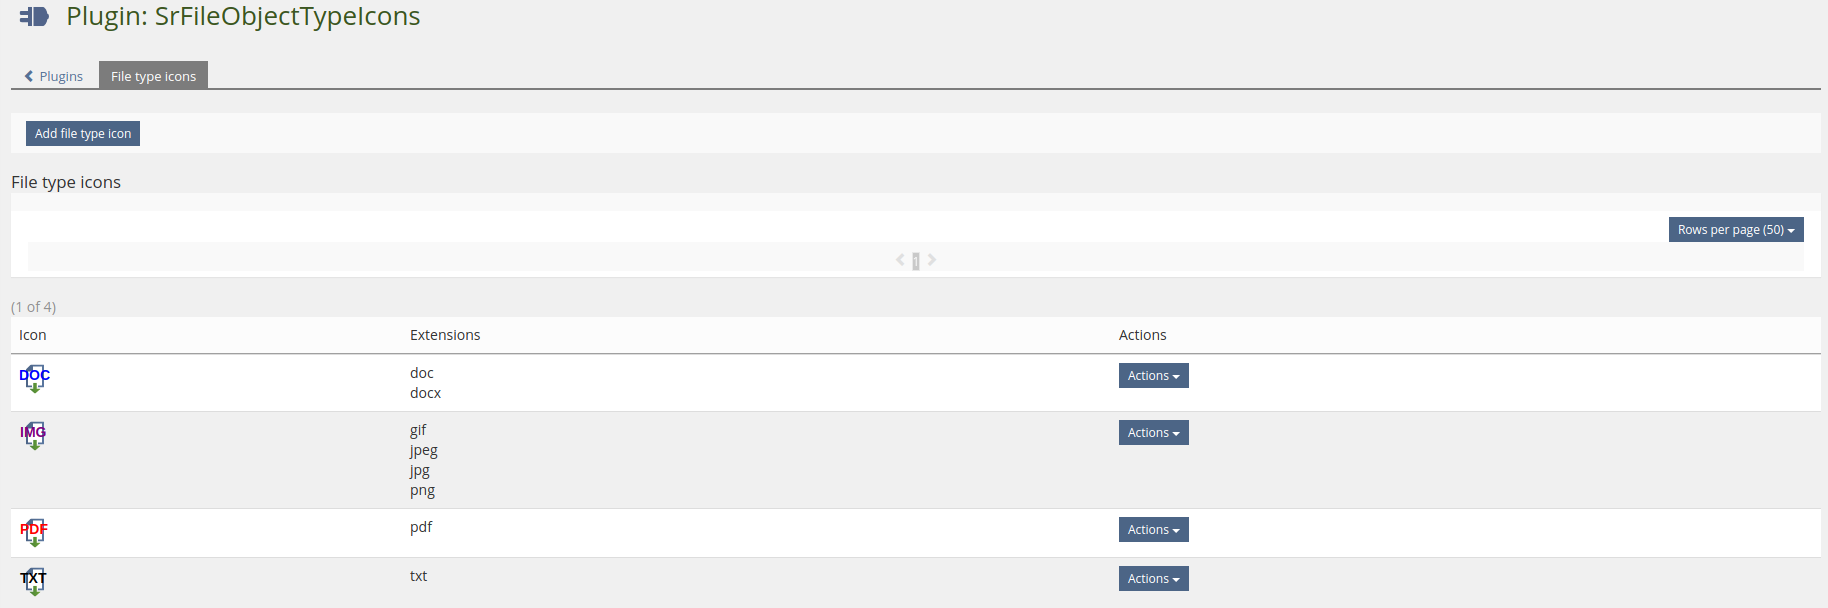 Plugin: SrFileObjectTypeIcons
Plugins
File type icons
Add file type icon
File type icons
Rows per page (50)
1
(1 of 4)
Icon Extensions Actions
DOC doc Actions
docx
IMG gif Actions
jpeg
jpg
png
PDF pdf Actions
TXT txt Actions